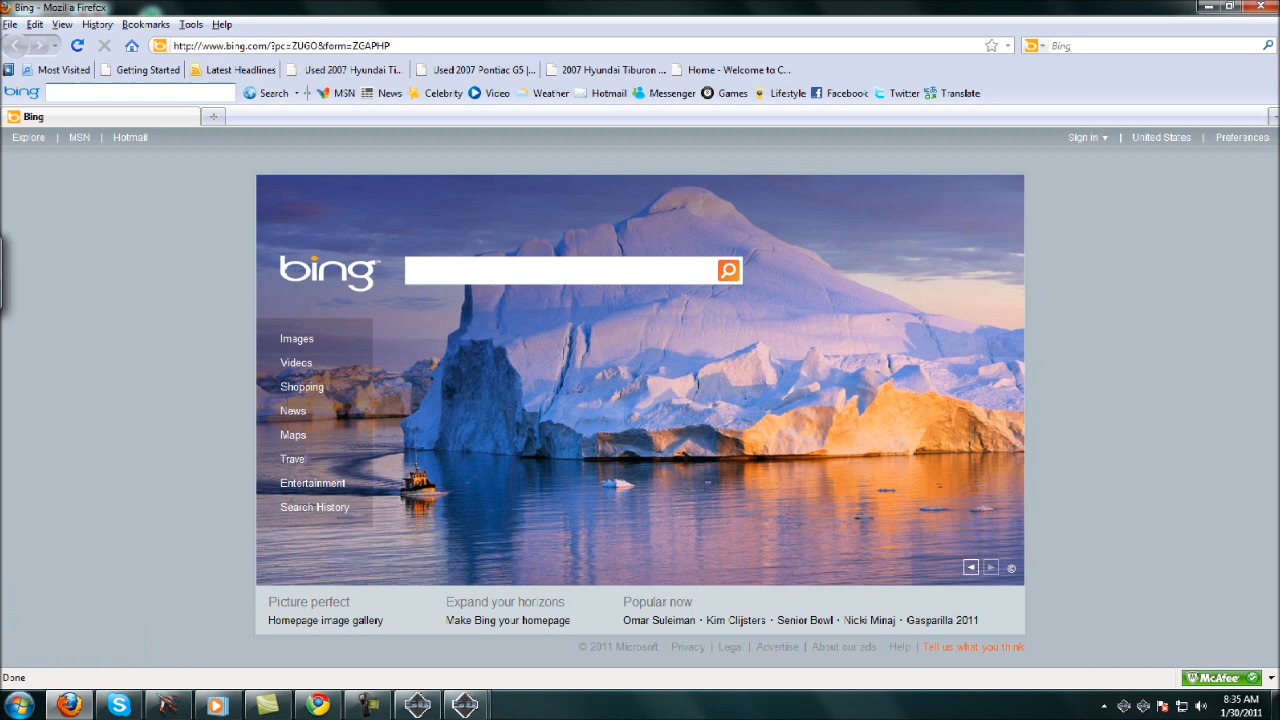 Bing - Mozilla Firefox
File Edit View History Bookmarks Tools Help
http://www.bing.com/?pc=ZUGO&form=ZGAPHP
Bing
Most Visited Getting Started Latest Headlines Used 2007 Hyundai Ti... Used 2007 Pontiac G5 |... 2007 Hyundai Tiburon ... Home - Welcome to C...
bing Search MSN News Celebrity Video Weather Hotmail Messenger Games Lifestyle Facebook Twitter Translate
Bing
Explore | MSN | Hotmail Sign in | United States | Preferences
bing™
Images
Videos
Shopping
News
Maps
Travel
Entertainment
Search History
©
Picture perfect Expand your horizons Popular now
Homepage image gallery Make Bing your homepage Omar Suleiman · Kim Clijsters · Senior Bowl · Nicki Minaj · Gasparilla 2011
© 2011 Microsoft Privacy | Legal | Advertise | About our ads Help | Tell us what you think
Done McAfee
8:35 AM
1/30/2011